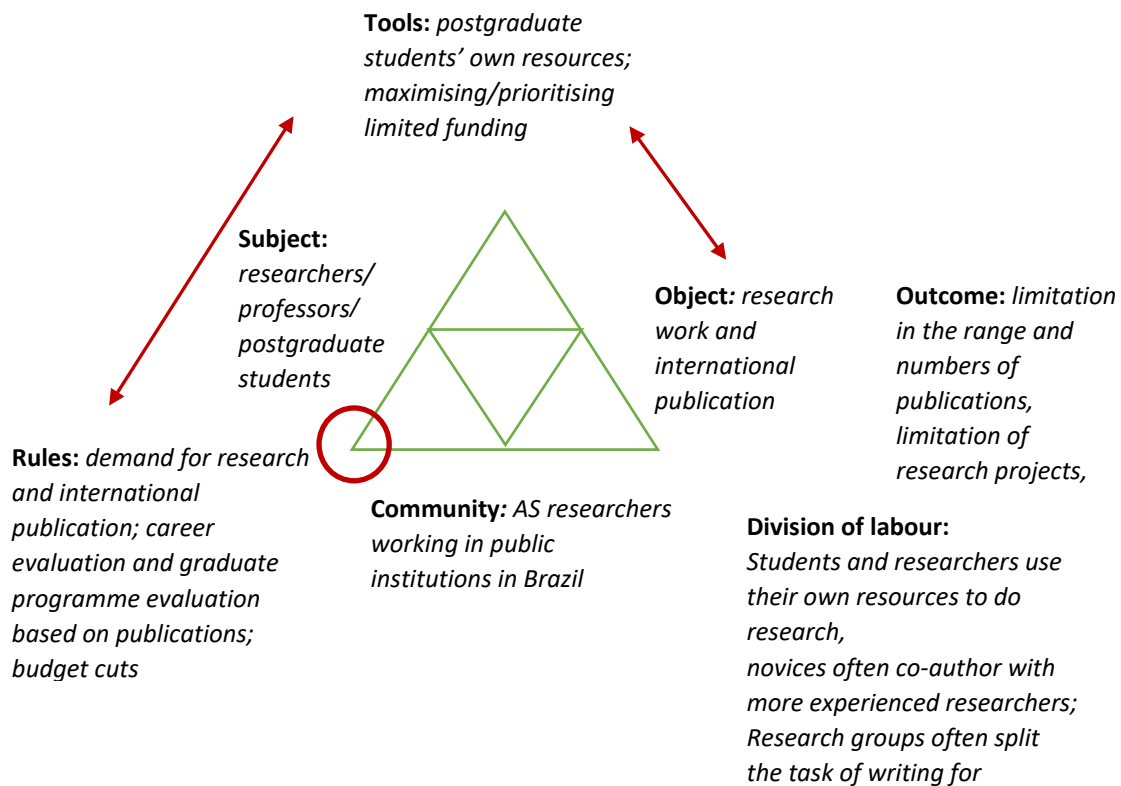 Tools: postgraduate
students’ own resources;
maximising/prioritising
limited funding
Subject:
researchers/
professors/
postgraduate
students
Object: research
work and
international
publication
Outcome: limitation
in the range and
numbers of
publications,
limitation of
research projects,
Rules: demand for research
and international
publication; career
evaluation and graduate
programme evaluation
based on publications;
budget cuts
Community: AS researchers
working in public
institutions in Brazil
Division of labour:
Students and researchers use
their own resources to do
research,
novices often co-author with
more experienced researchers;
Research groups often split
the task of writing for